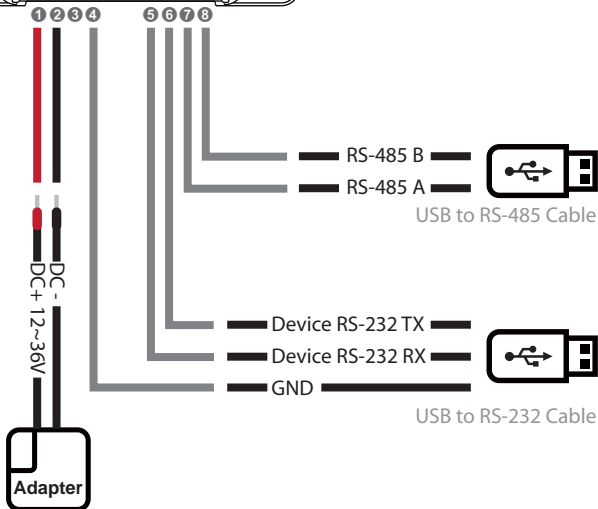 1 2 3 4 5 6 7 8
RS-485 B
RS-485 A
USB to RS-485 Cable
DC+ 12~36V
DC -
Device RS-232 TX
Device RS-232 RX
GND
USB to RS-232 Cable
Adapter